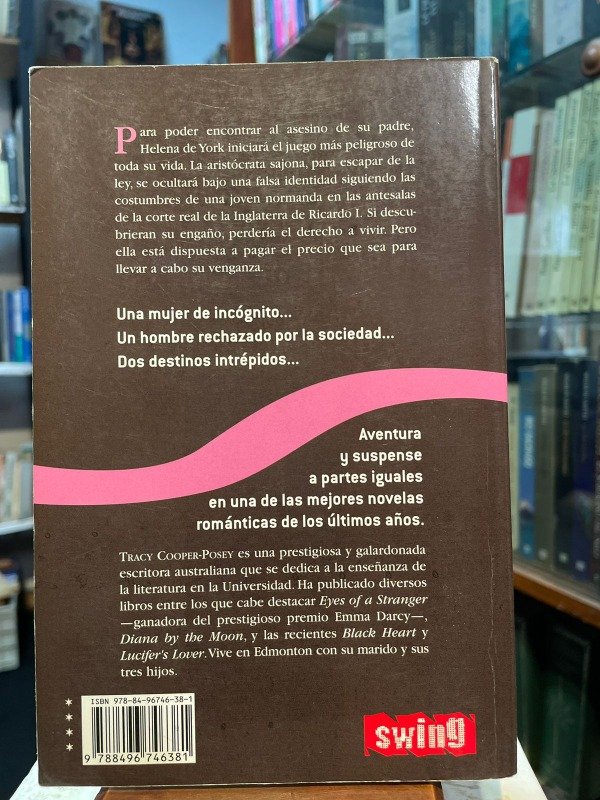 Para poder encontrar al asesino de su padre,
Helena de York iniciará el juego más peligroso de
toda su vida. La aristócrata sajona, para escapar de la
ley, se ocultará bajo una falsa identidad siguiendo las
costumbres de una joven normanda en las antesalas
de la corte real de la Inglaterra de Ricardo I. Si descu-
brieran su engaño, perdería el derecho a vivir. Pero
ella está dispuesta a pagar el precio que sea para
llevar a cabo su venganza.
Una mujer de incógnito...
Un hombre rechazado por la sociedad...
Dos destinos intrépidos...
Aventura
y suspense
a partes iguales
en una de las mejores novelas
románticas de los últimos años.
TRACY COOPER-POSEY es una prestigiosa y galardonada
escritora australiana que se dedica a la enseñanza de
la literatura en la Universidad. Ha publicado diversos
libros entre los que cabe destacar Eyes of a Stranger
—ganadora del prestigioso premio Emma Darcy—,
Diana by the Moon, y las recientes Black Heart y
Lucifer's Lover. Vive en Edmonton con su marido y sus
tres hijos.
ISBN 978-84-96746-38-1
9 788496 746381
swing